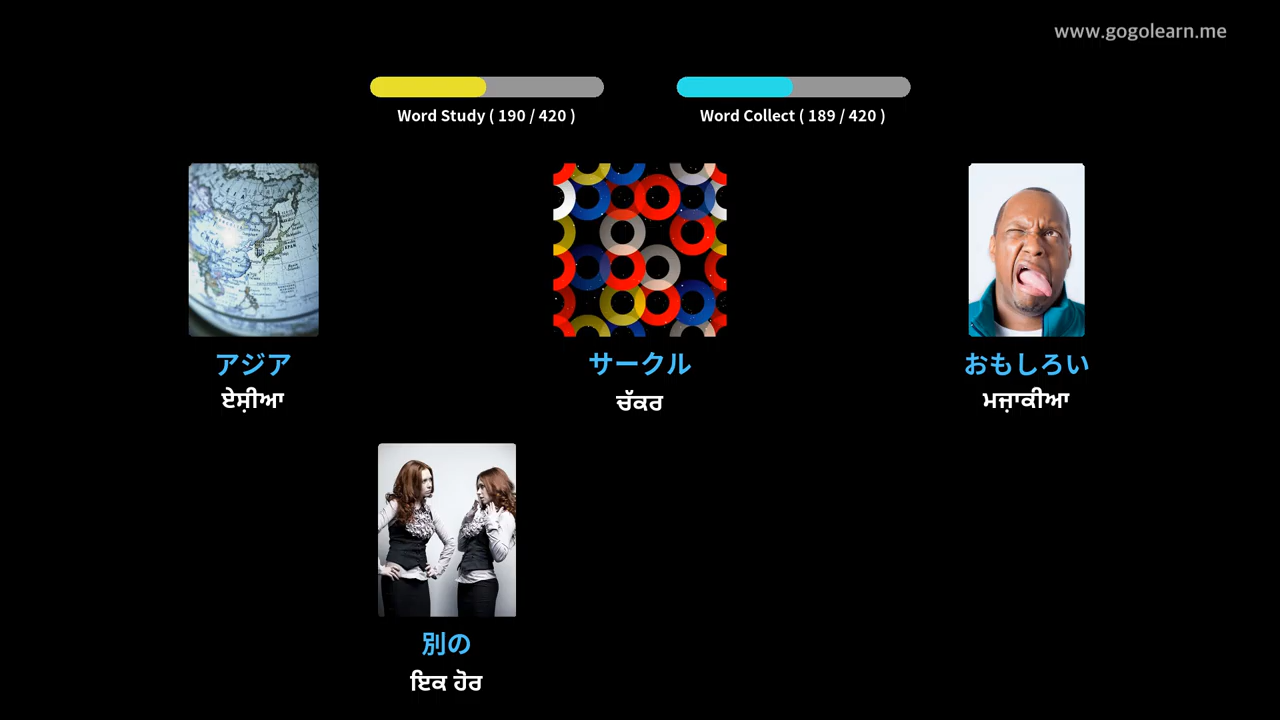 www.gogolearn.me
Word Study ( 190 / 420 )
Word Collect ( 189 / 420 )
アジア
ਏਸ਼ੀਆ
サークル
ਚੱਕਰ
おもしろい
ਮਜ਼ਾਕੀਆ
別の
ਇਕ ਹੋਰ